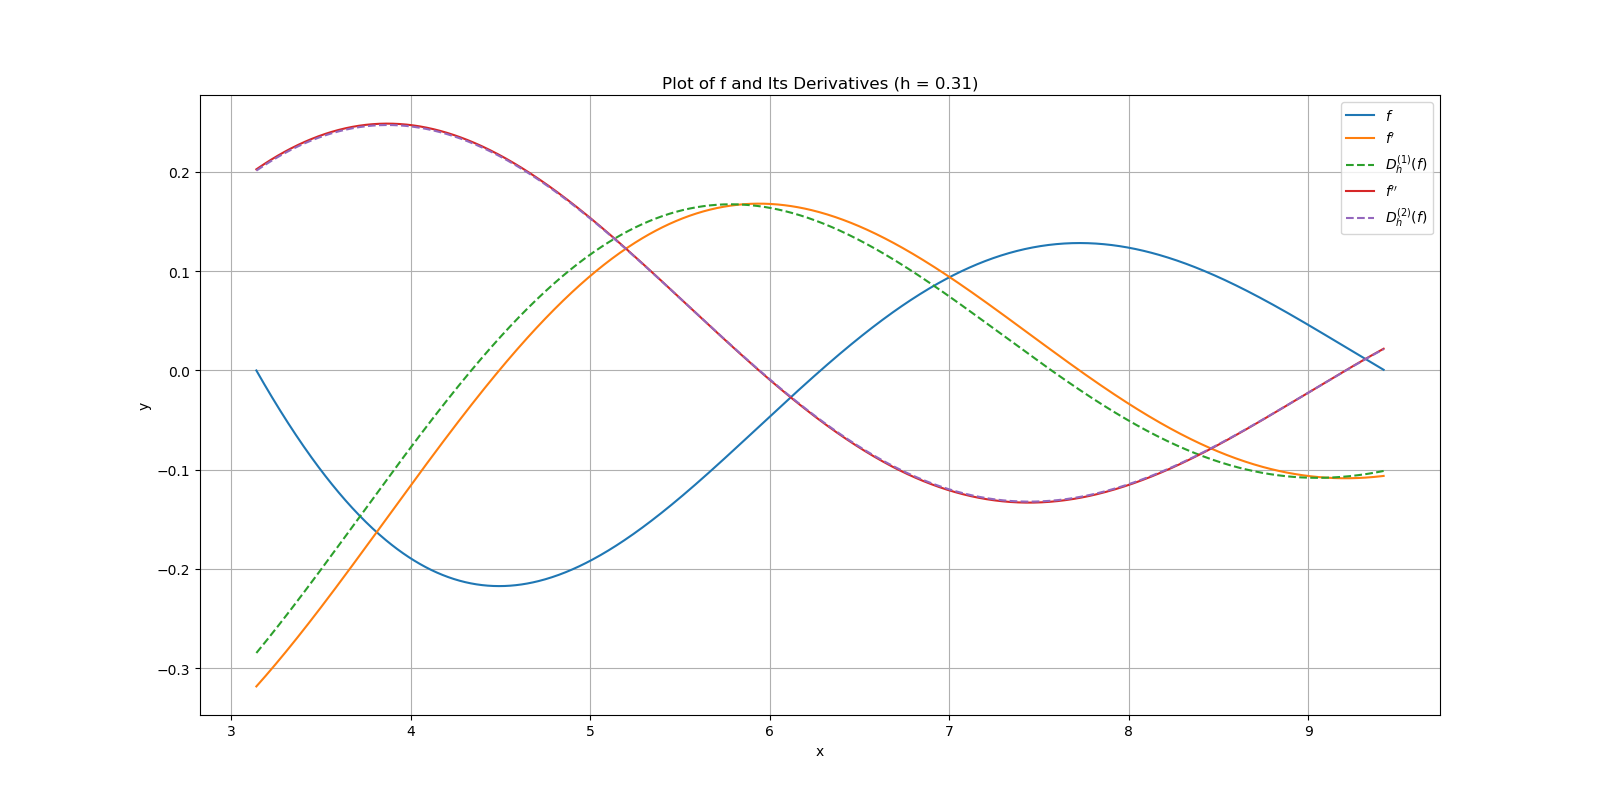 Plot of f and Its Derivatives (h = 0.31)
f
f′
D_h^{(1)}(f)
f′′
D_h^{(2)}(f)
0.2
0.1
0.0
−0.1
−0.2
−0.3
y
3 4 5 6 7 8 9
x